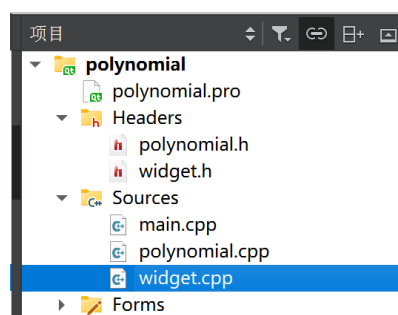 项目
polynomial
polynomial.pro
Headers
polynomial.h
widget.h
Sources
main.cpp
polynomial.cpp
widget.cpp
Forms